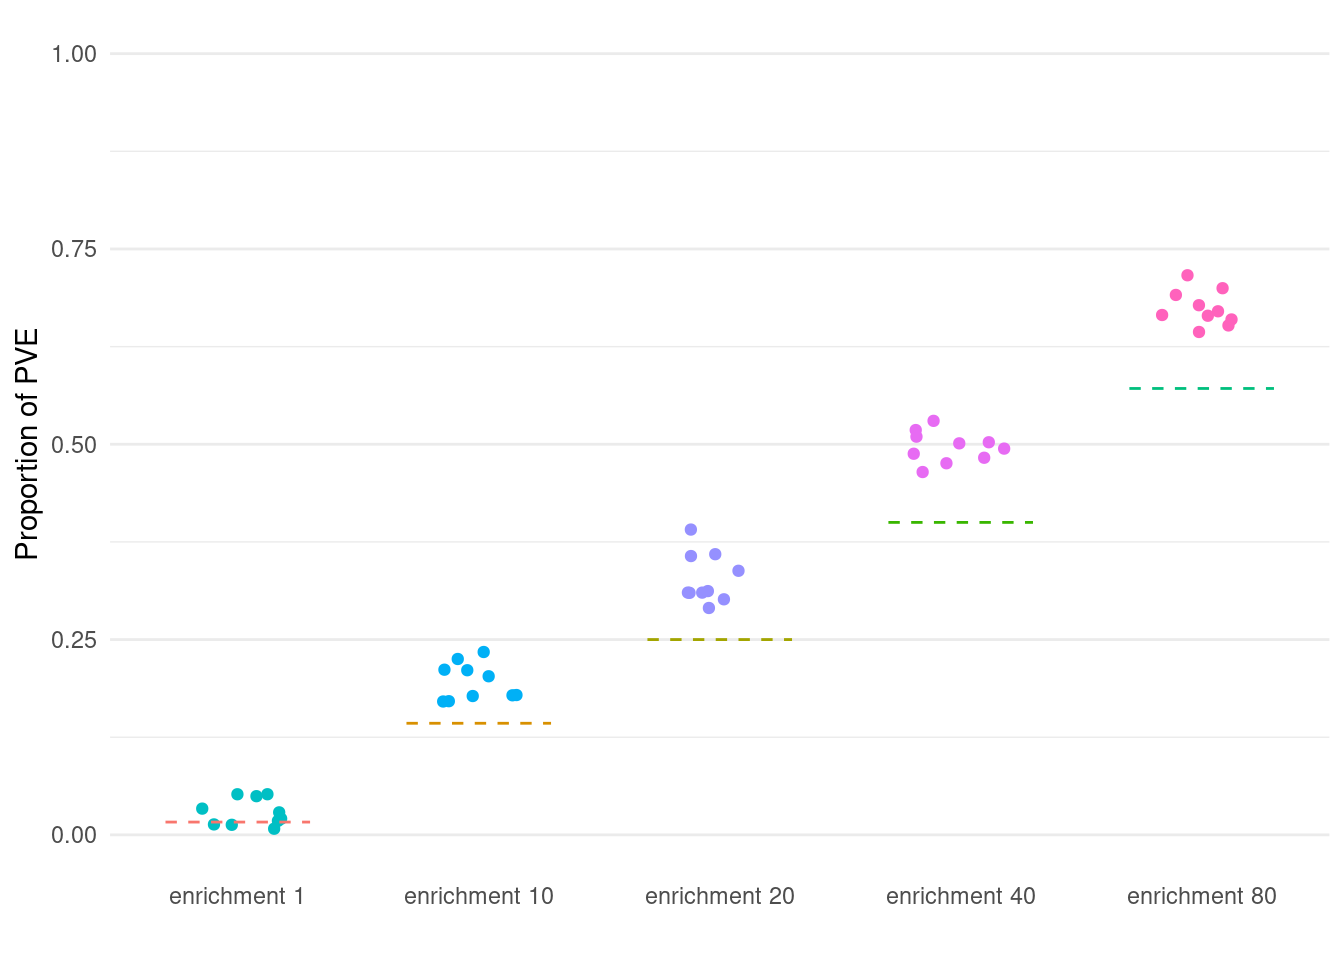 1.00
0.75
0.50
0.25
0.00
Proportion of PVE
enrichment 1
enrichment 10
enrichment 20
enrichment 40
enrichment 80